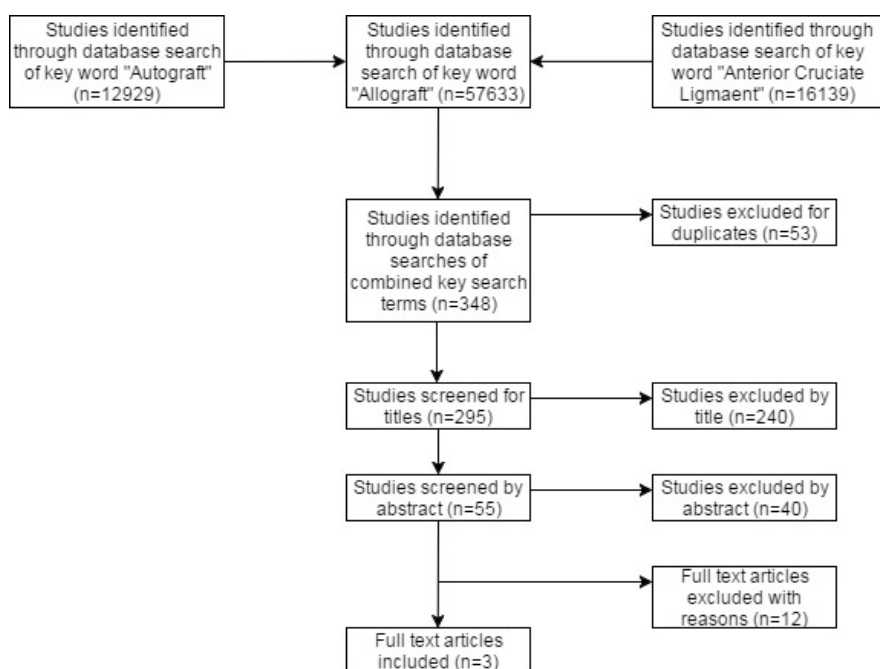 Studies identified
through database search
of key word "Autograft"
(n=12929)
Studies identified
through database
search of key word
"Allograft" (n=57633)
Studies identified through
database search of key
word "Anterior Cruciate
Ligmaent" (n=16139)
Studies identified
through database
searches of
combined key search
terms (n=348)
Studies excluded for
duplicates (n=53)
Studies screened for
titles (n=295)
Studies excluded by
title (n=240)
Studies screened by
abstract (n=55)
Studies excluded by
abstract (n=40)
Full text articles
excluded with
reasons (n=12)
Full text articles
included (n=3)